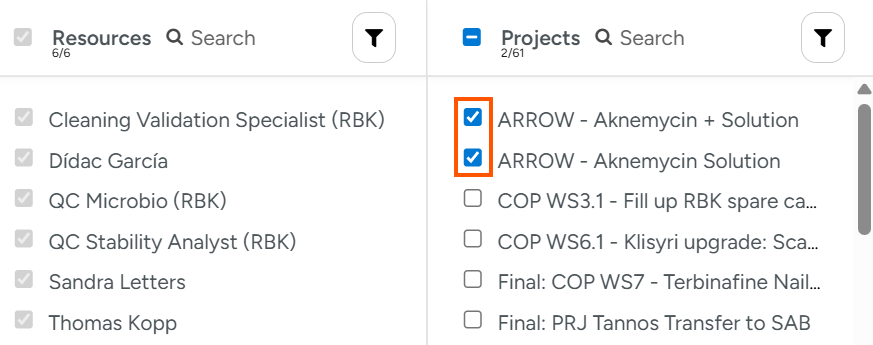 Resources Search
6/6
Cleaning Validation Specialist (RBK)
Dídac García
QC Microbio (RBK)
QC Stability Analyst (RBK)
Sandra Letters
Thomas Kopp
Projects Search
2/61
ARROW - Aknemycin + Solution
ARROW - Aknemycin Solution
COP WS3.1 - Fill up RBK spare ca...
COP WS6.1 - Klisyri upgrade: Sca...
Final: COP WS7 - Terbinafine Nail...
Final: PRJ Tannos Transfer to SAB